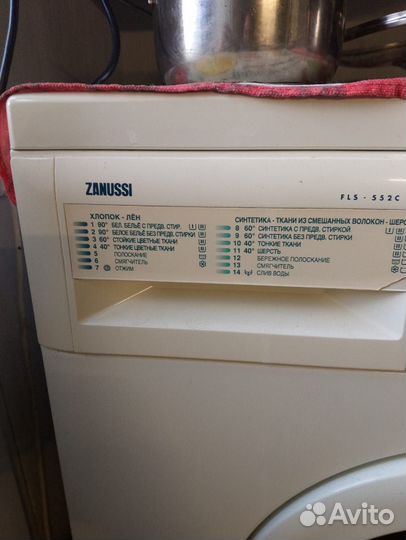 ZANUSSI
FLS - 552C
ХЛОПОК - ЛЁН
1 90° БЕЛ. БЕЛЬЁ С ПРЕДВ. СТИР.
2 90° БЕЛОЕ БЕЛЬЁ БЕЗ ПРЕДВ. СТИРКИ
3 60° СТОЙКИЕ ЦВЕТНЫЕ ТКАНИ
4 40° ТОНКИЕ ЦВЕТНЫЕ ТКАНИ
5 ПОЛОСКАНИЕ
6 СМЯГЧИТЕЛЬ
7 ОТЖИМ
СИНТЕТИКА - ТКАНИ ИЗ СМЕШАННЫХ ВОЛОКОН - ШЕРС
8 60° СИНТЕТИКА С ПРЕДВ. СТИРКОЙ
9 60° СИНТЕТИКА БЕЗ ПРЕДВ. СТИРКИ
10 40° ТОНКИЕ ТКАНИ
11 40° ШЕРСТЬ
12 БЕРЕЖНОЕ ПОЛОСКАНИЕ
13 СМЯГЧИТЕЛЬ
14 СЛИВ ВОДЫ
Avito